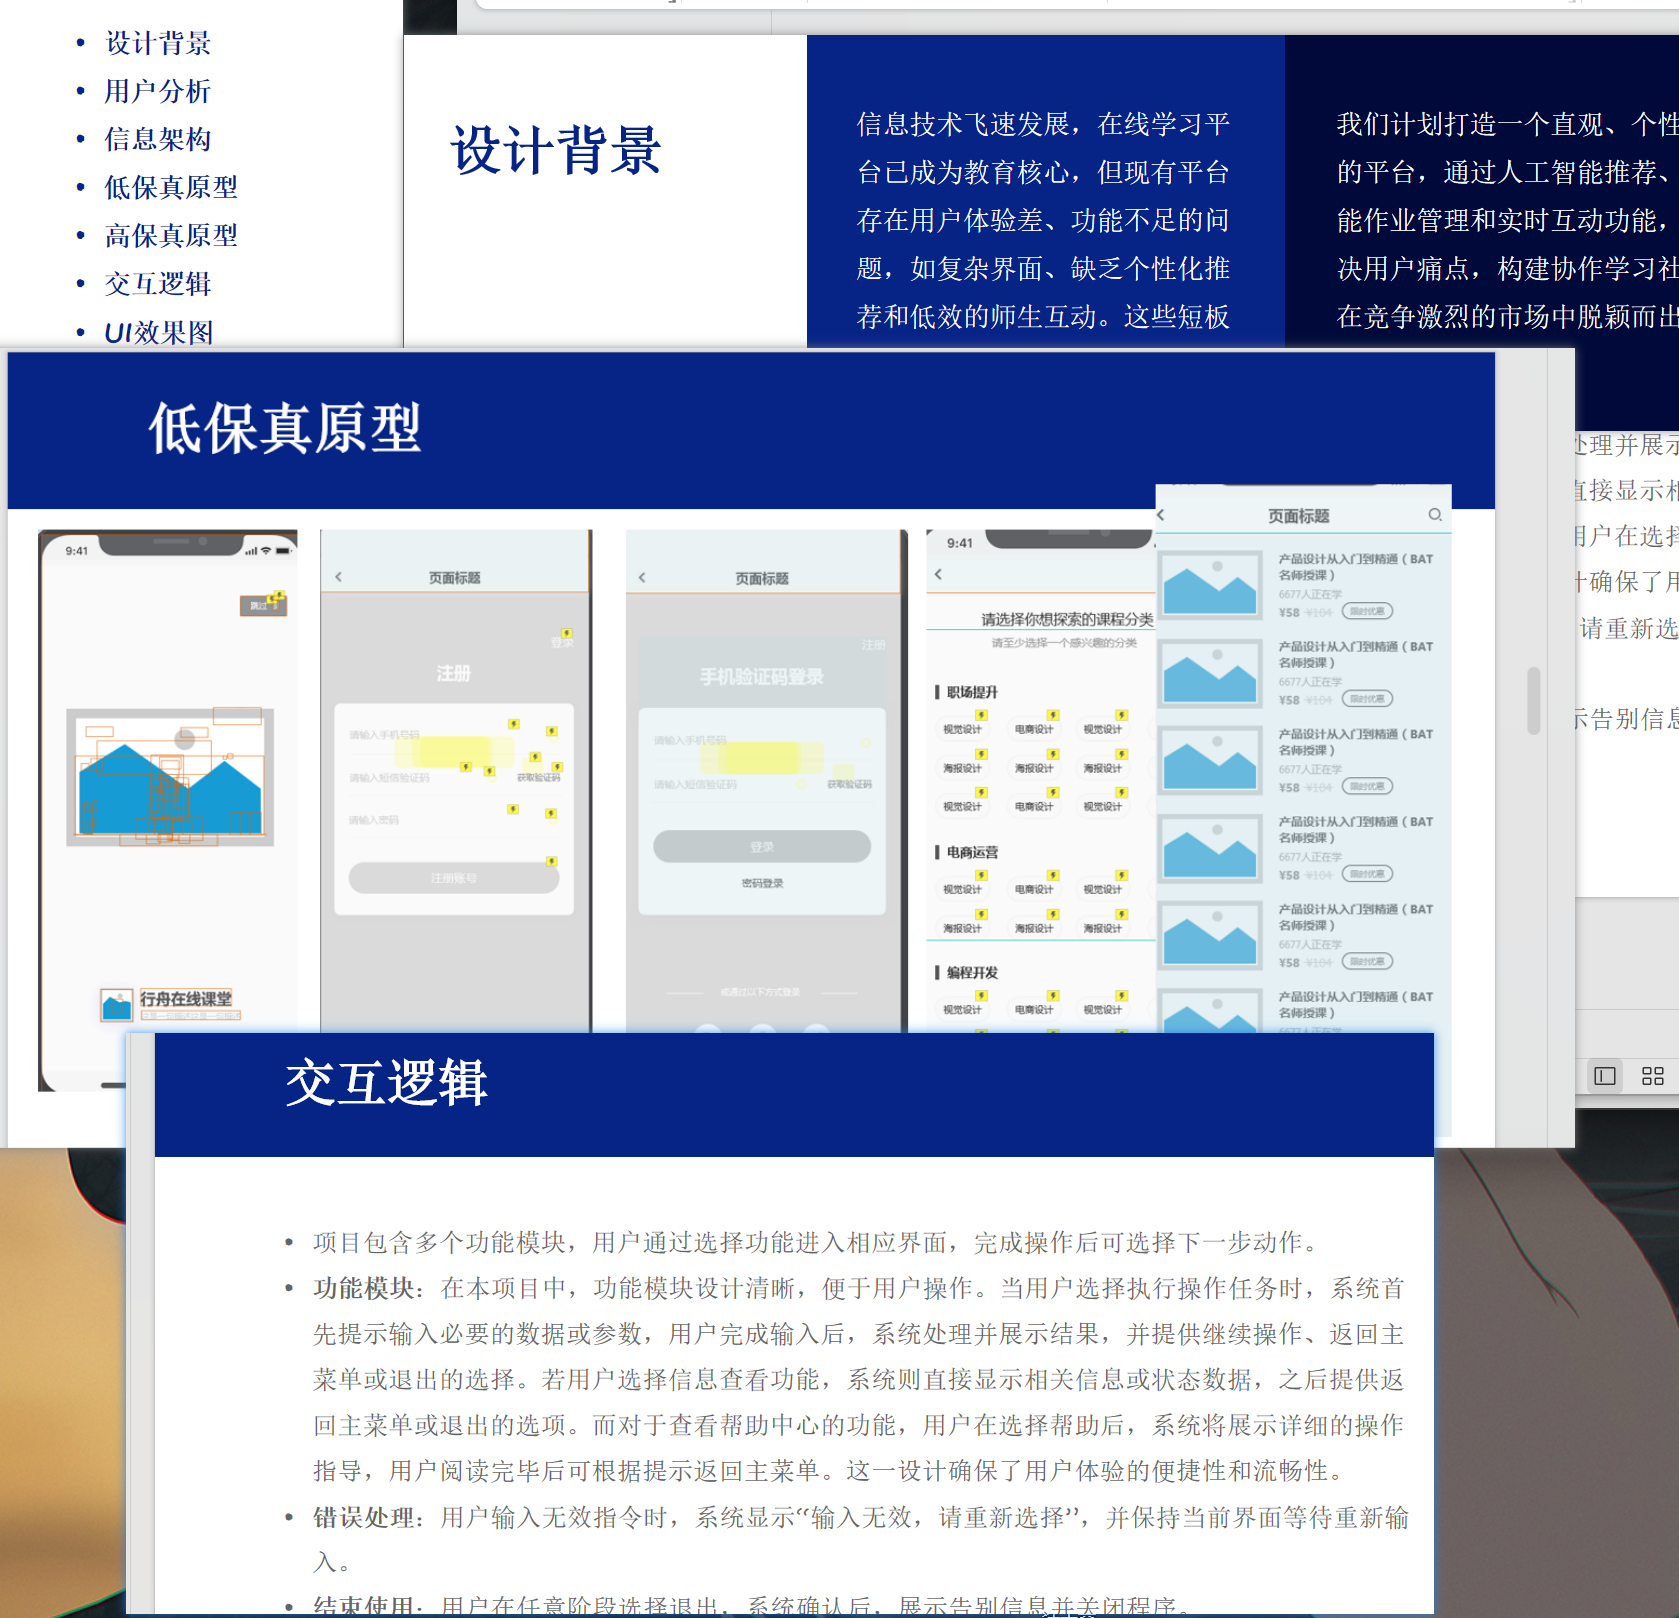 设计背景
用户分析
信息架构
低保真原型
高保真原型
交互逻辑
UI效果图
设计背景
信息技术飞速发展，在线学习平
台已成为教育核心，但现有平台
存在用户体验差、功能不足的问
题，如复杂界面、缺乏个性化推
荐和低效的师生互动。这些短板
我们计划打造一个直观、个性
的平台，通过人工智能推荐、
能作业管理和实时互动功能，
决用户痛点，构建协作学习社
在竞争激烈的市场中脱颖而出
处理并展示
直接显示相
用户在选择
计确保了用
请重新选
示告别信息
低保真原型
9:41
跳过
行舟在线课堂
页面标题
登录
注册
请输入手机号码
请输入短信验证码
获取验证码
请输入密码
注册账号
页面标题
注册
手机验证码登录
请输入手机号码
请输入短信验证码
获取验证码
登录
密码登录
或通过以下方式登录
9:41
请选择你想探索的课程分类
请至少选择一个感兴趣的分类
职场提升
视觉设计 电商设计 视觉设计
海报设计 海报设计 海报设计
视觉设计 电商设计 视觉设计
电商运营
视觉设计 电商设计 视觉设计
海报设计 海报设计 海报设计
编程开发
视觉设计 电商设计 视觉设计
页面标题
产品设计从入门到精通（BAT
名师授课）
6677人正在学
¥58 ¥104 限时优惠
产品设计从入门到精通（BAT
名师授课）
6677人正在学
¥58 ¥104 限时优惠
产品设计从入门到精通（BAT
名师授课）
6677人正在学
¥58 ¥104 限时优惠
产品设计从入门到精通（BAT
名师授课）
6677人正在学
¥58 ¥104 限时优惠
产品设计从入门到精通（BAT
名师授课）
6677人正在学
¥58 ¥104 限时优惠
产品设计从入门到精通（BAT
名师授课）
6677人正在学
交互逻辑
项目包含多个功能模块，用户通过选择功能进入相应界面，完成操作后可选择下一步动作。
功能模块：在本项目中，功能模块设计清晰，便于用户操作。当用户选择执行操作任务时，系统首
先提示输入必要的数据或参数，用户完成输入后，系统处理并展示结果，并提供继续操作、返回主
菜单或退出的选择。若用户选择信息查看功能，系统则直接显示相关信息或状态数据，之后提供返
回主菜单或退出的选项。而对于查看帮助中心的功能，用户在选择帮助后，系统将展示详细的操作
指导，用户阅读完毕后可根据提示返回主菜单。这一设计确保了用户体验的便捷性和流畅性。
错误处理：用户输入无效指令时，系统显示“输入无效，请重新选择”，并保持当前界面等待重新输
入。
结束使用：用户在任意阶段选择退出，系统确认后，展示告别信息并关闭程序。